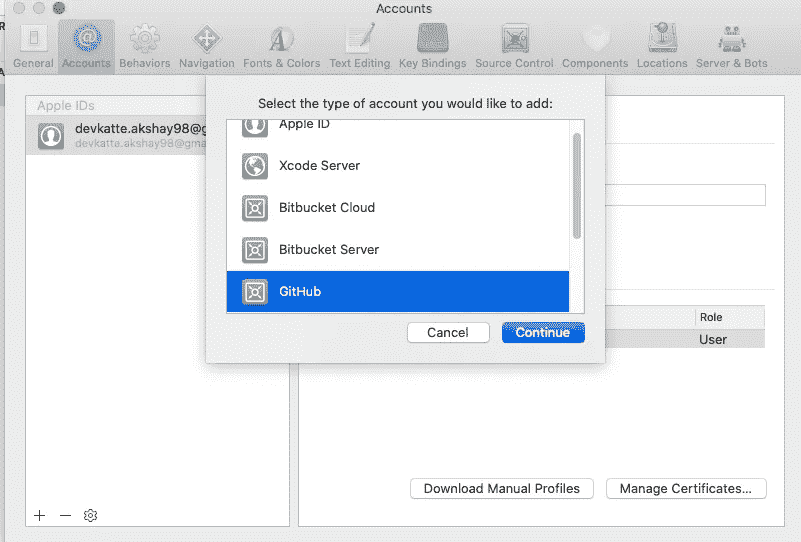 Accounts
General Accounts Behaviors Navigation Fonts & Colors Text Editing Key Bindings Source Control Components Locations Server & Bots
Apple IDs
devkatte.akshay98@g
devkatte.akshay98@gma
Select the type of account you would like to add:
Apple ID
Xcode Server
Bitbucket Cloud
Bitbucket Server
GitHub
Cancel Continue
Role
User
Download Manual Profiles Manage Certificates...